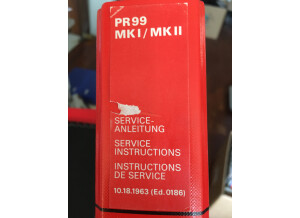 PR99
MKI/MKII
SERVICE-
ANLEITUNG
SERVICE
INSTRUCTIONS
INSTRUCTIONS
DE SERVICE
10.18.1963 (Ed. 0186)